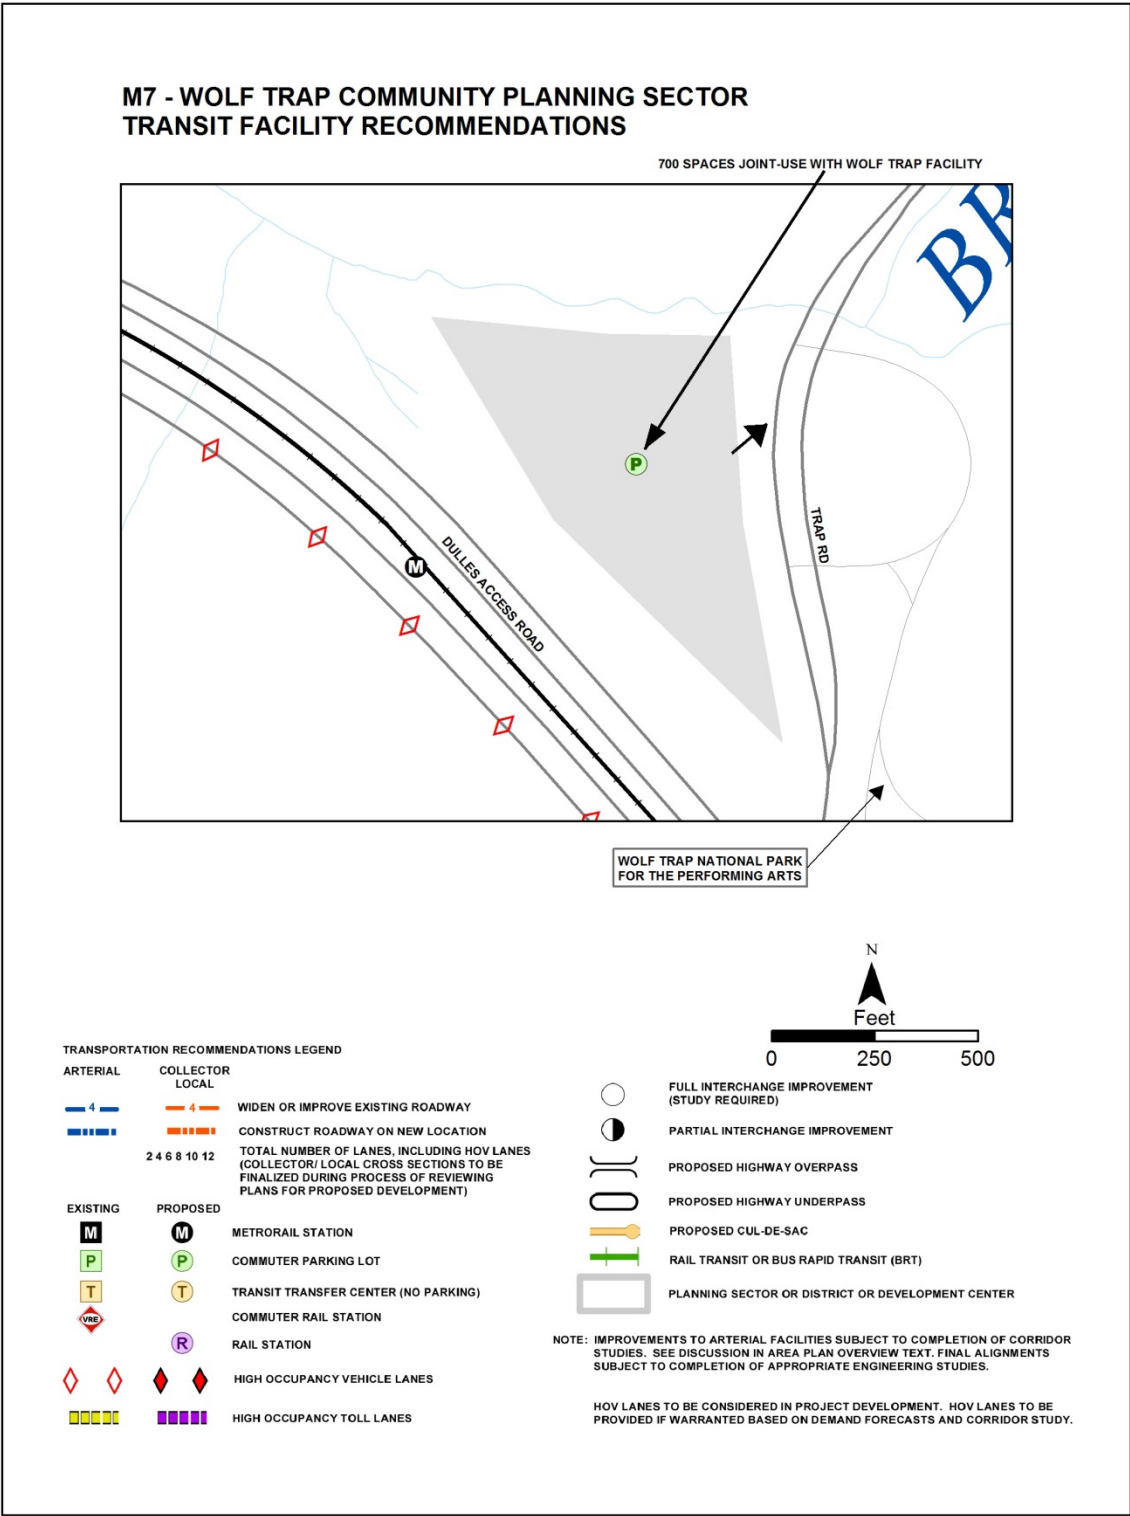 M7 - WOLF TRAP COMMUNITY PLANNING SECTOR
TRANSIT FACILITY RECOMMENDATIONS
700 SPACES JOINT-USE WITH WOLF TRAP FACILITY
BR
P
TRAP RD
M
DULLES ACCESS ROAD
WOLF TRAP NATIONAL PARK
FOR THE PERFORMING ARTS
N
Feet
0 250 500
TRANSPORTATION RECOMMENDATIONS LEGEND
ARTERIAL COLLECTOR
LOCAL
4 4 WIDEN OR IMPROVE EXISTING ROADWAY
CONSTRUCT ROADWAY ON NEW LOCATION
2 4 6 8 10 12 TOTAL NUMBER OF LANES, INCLUDING HOV LANES
(COLLECTOR/ LOCAL CROSS SECTIONS TO BE
FINALIZED DURING PROCESS OF REVIEWING
PLANS FOR PROPOSED DEVELOPMENT)
EXISTING PROPOSED
M M METRORAIL STATION
P P COMMUTER PARKING LOT
T T TRANSIT TRANSFER CENTER (NO PARKING)
VRE COMMUTER RAIL STATION
R RAIL STATION
HIGH OCCUPANCY VEHICLE LANES
HIGH OCCUPANCY TOLL LANES
FULL INTERCHANGE IMPROVEMENT
(STUDY REQUIRED)
PARTIAL INTERCHANGE IMPROVEMENT
PROPOSED HIGHWAY OVERPASS
PROPOSED HIGHWAY UNDERPASS
PROPOSED CUL-DE-SAC
RAIL TRANSIT OR BUS RAPID TRANSIT (BRT)
PLANNING SECTOR OR DISTRICT OR DEVELOPMENT CENTER
NOTE: IMPROVEMENTS TO ARTERIAL FACILITIES SUBJECT TO COMPLETION OF CORRIDOR
STUDIES. SEE DISCUSSION IN AREA PLAN OVERVIEW TEXT. FINAL ALIGNMENTS
SUBJECT TO COMPLETION OF APPROPRIATE ENGINEERING STUDIES.
HOV LANES TO BE CONSIDERED IN PROJECT DEVELOPMENT. HOV LANES TO BE
PROVIDED IF WARRANTED BASED ON DEMAND FORECASTS AND CORRIDOR STUDY.